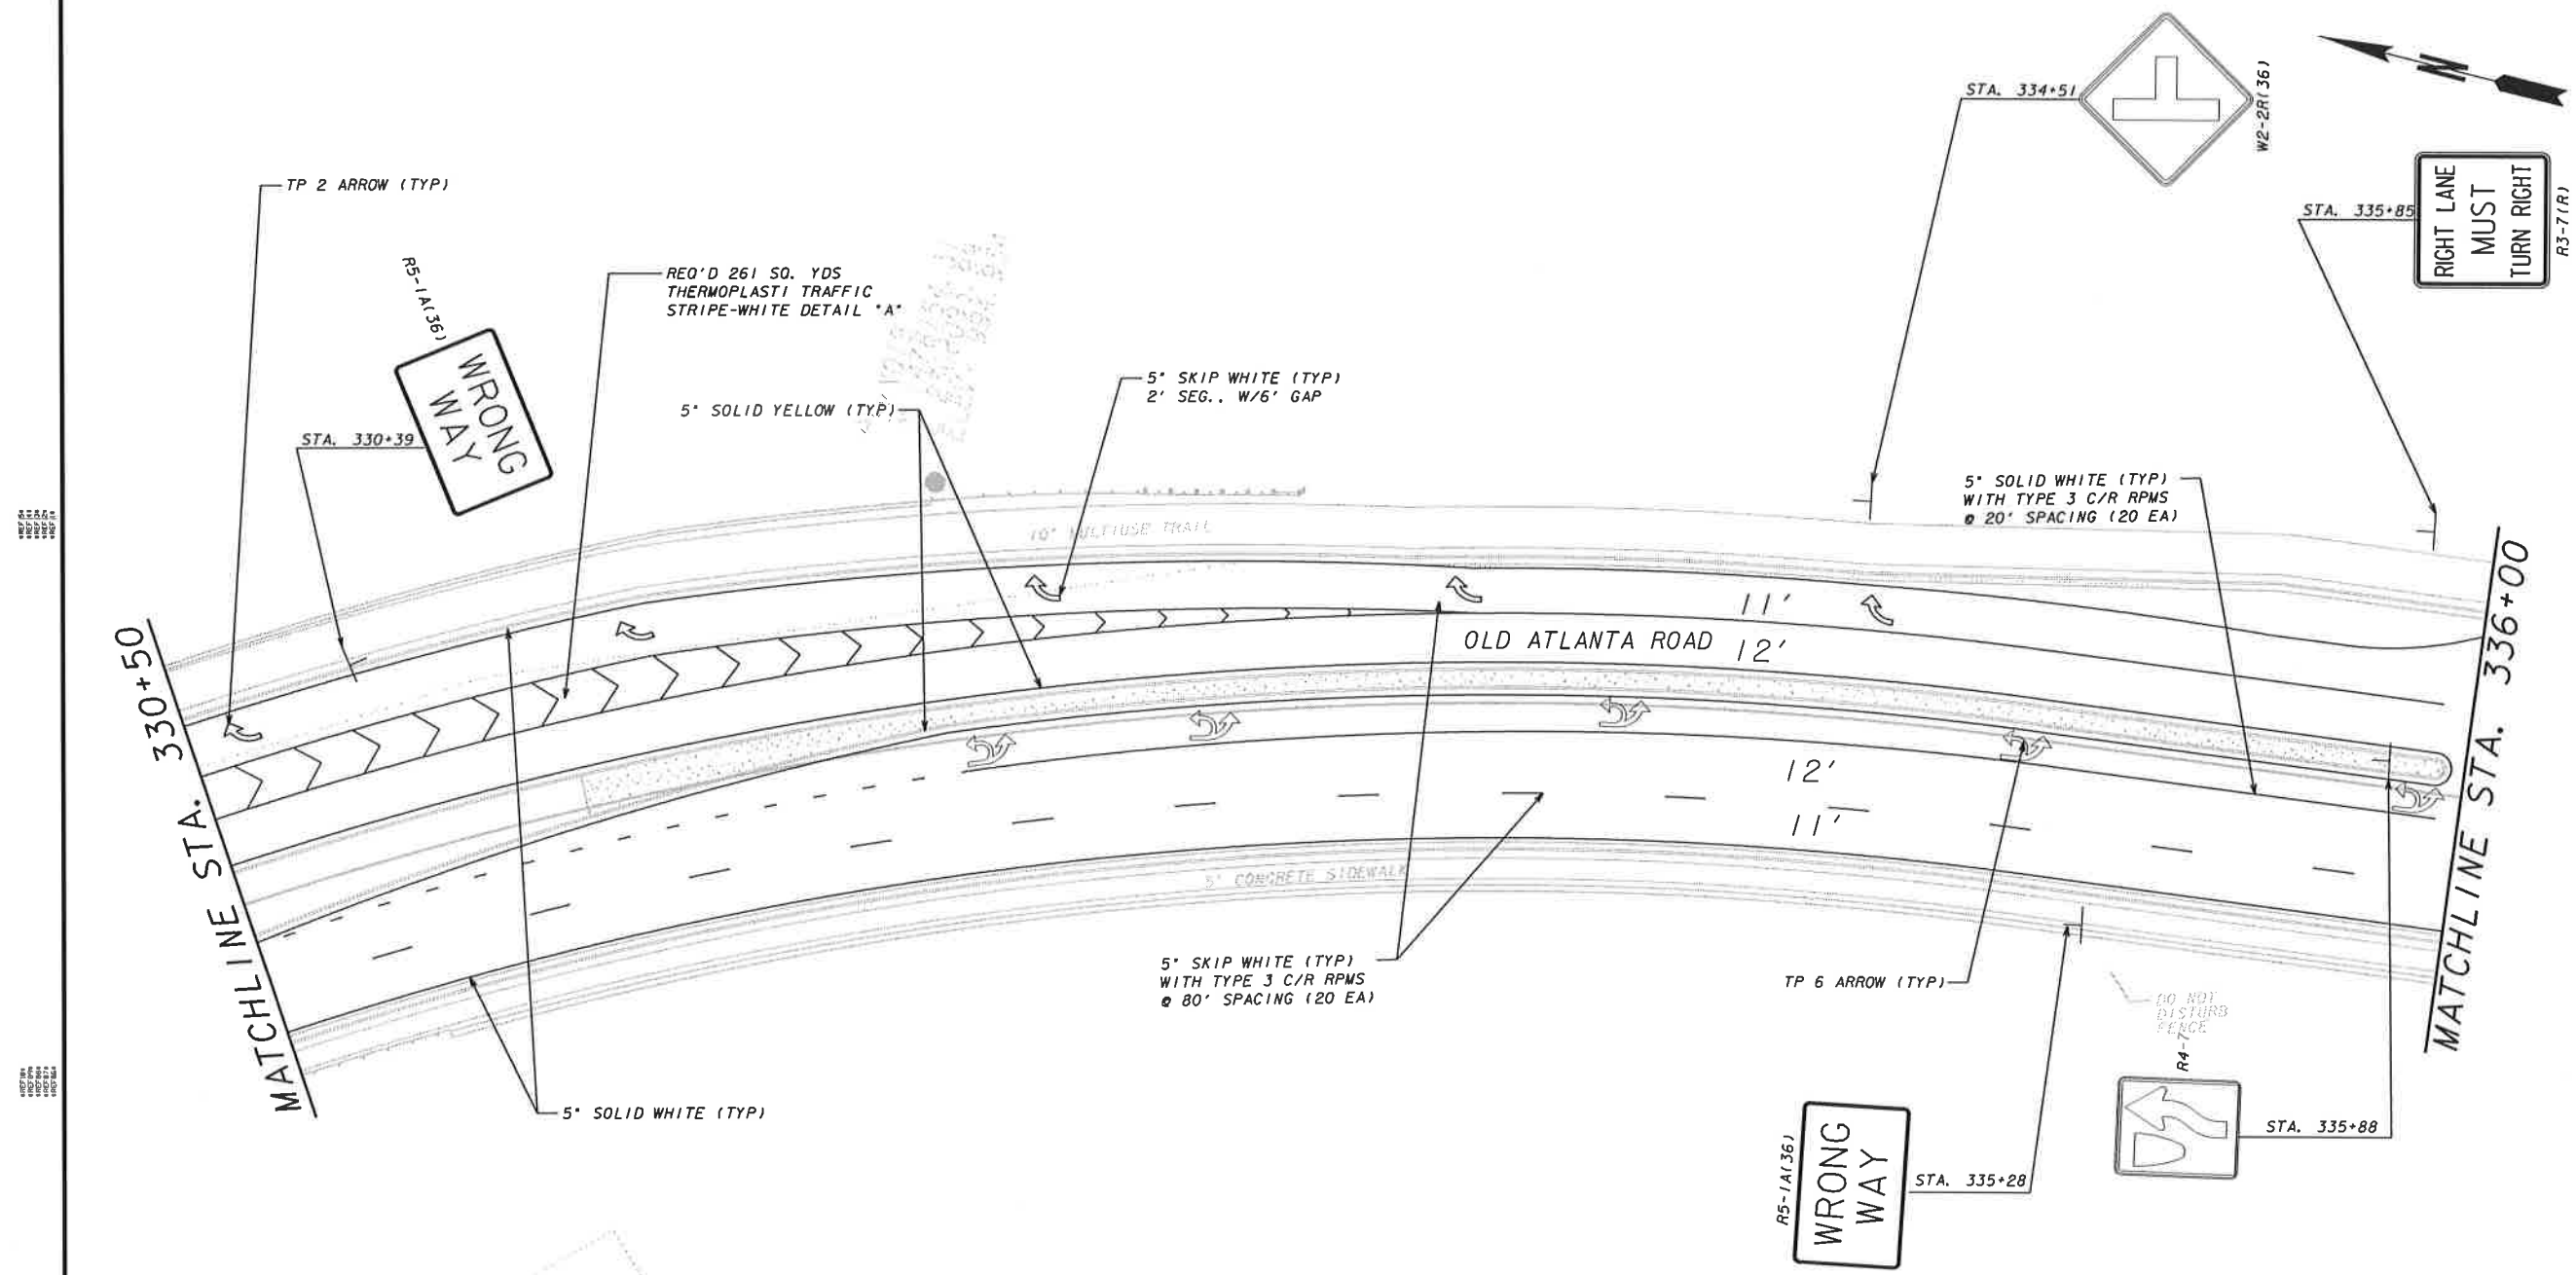 TP 2 ARROW (TYP)
R5-1A(36)
WRONG
WAY
STA. 330+39
REQ'D 261 SQ. YDS
THERMOPLASTI TRAFFIC
STRIPE-WHITE DETAIL "A"
5" SOLID YELLOW (TYP)
5" SKIP WHITE (TYP)
2' SEG., W/6' GAP
STA. 334+51
W2-2R(36)
N
STA. 335+85
RIGHT LANE
MUST
TURN RIGHT
R3-7(R)
5" SOLID WHITE (TYP)
WITH TYPE 3 C/R RPMS
@ 20' SPACING (20 EA)
10' MULTIUSE TRAIL
MATCHLINE STA. 330+50
11'
OLD ATLANTA ROAD
12'
12'
11'
5' CONCRETE SIDEWALK
MATCHLINE STA. 336+00
5" SKIP WHITE (TYP)
WITH TYPE 3 C/R RPMS
@ 80' SPACING (20 EA)
TP 6 ARROW (TYP)
DO NOT
DISTURB
FENCE
R4-7
STA. 335+88
5" SOLID WHITE (TYP)
R5-1A(36)
WRONG
WAY
STA. 335+28